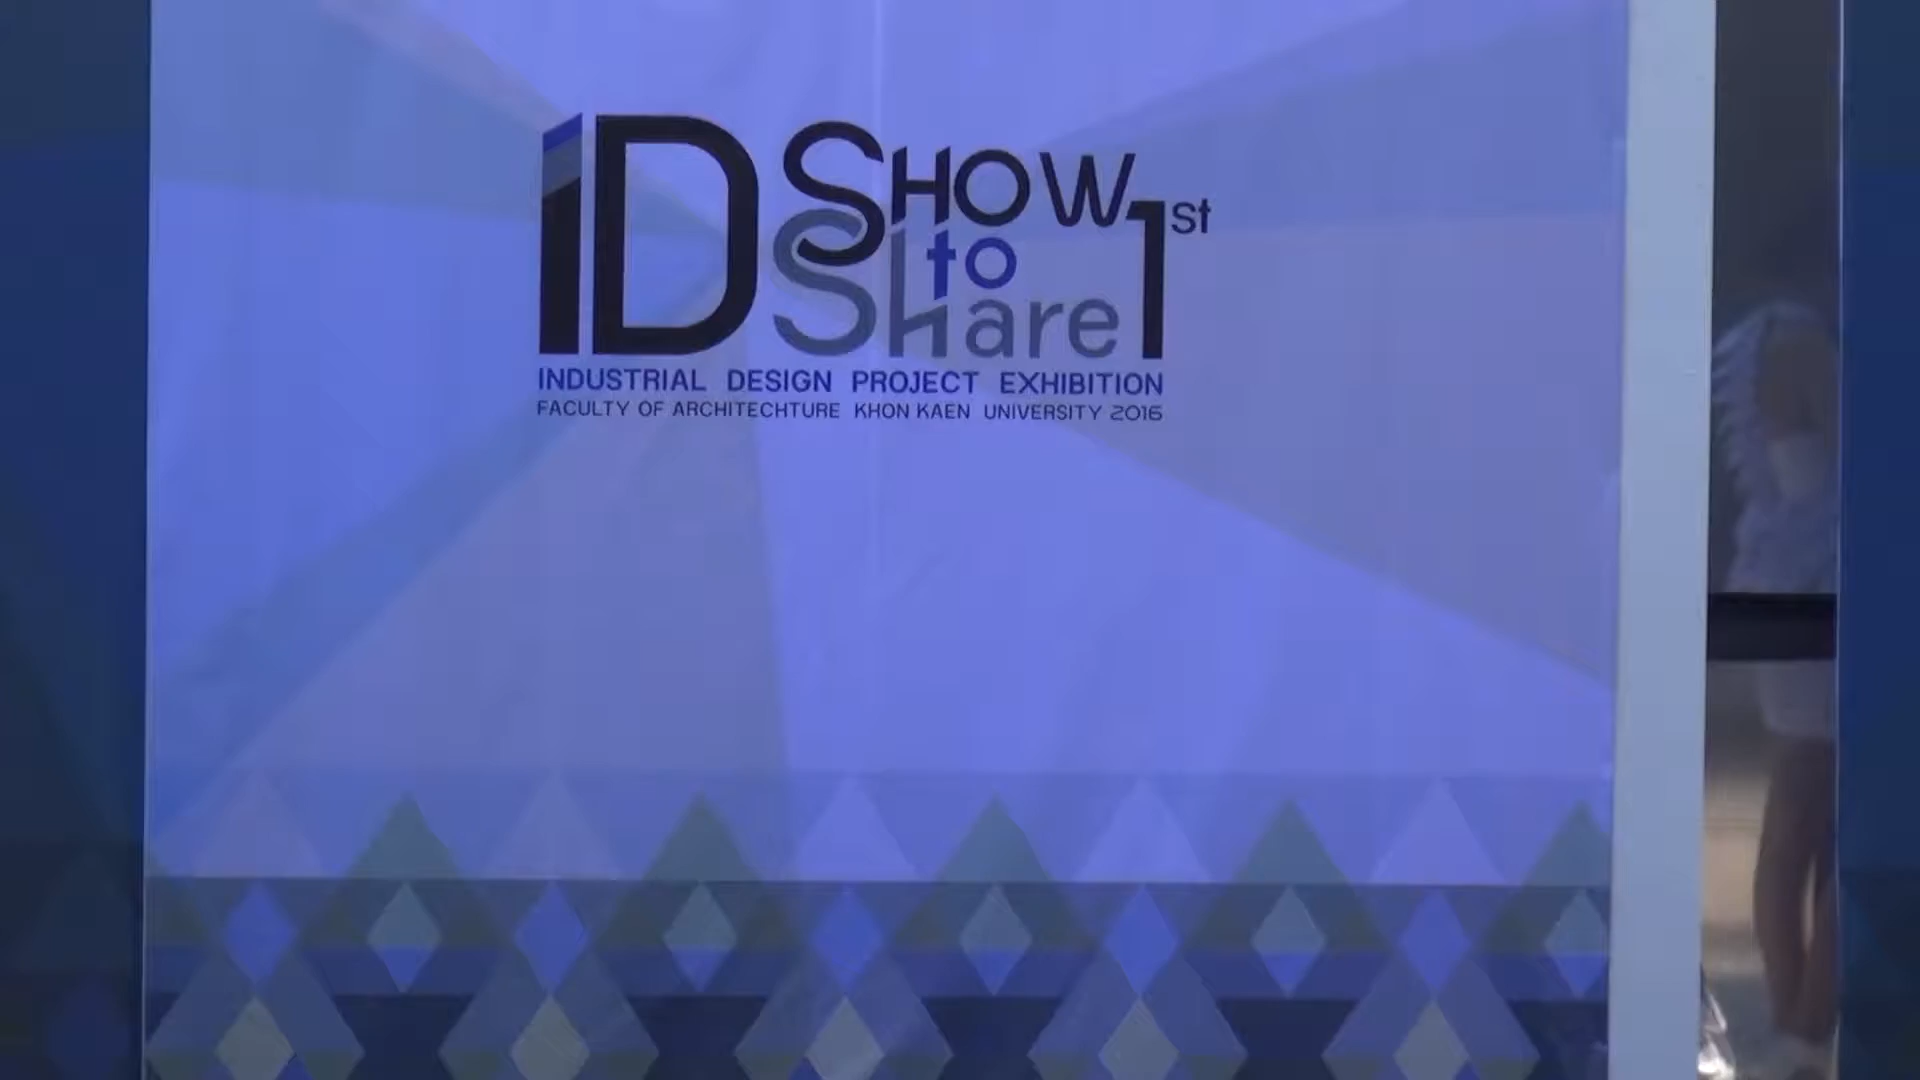 iD SHOW 1st
to
Share
INDUSTRIAL DESIGN PROJECT EXHIBITION
FACULTY OF ARCHITECHTURE KHON KAEN UNIVERSITY 2016